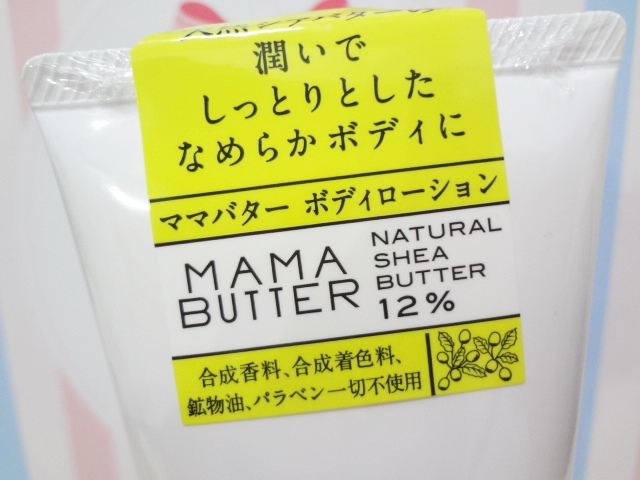 潤いで
しっとりとした
なめらかボディに
ママバター ボディローション
MAMA
BUTTER
NATURAL
SHEA
BUTTER
12%
合成香料、合成着色料、
鉱物油、パラベン一切不使用